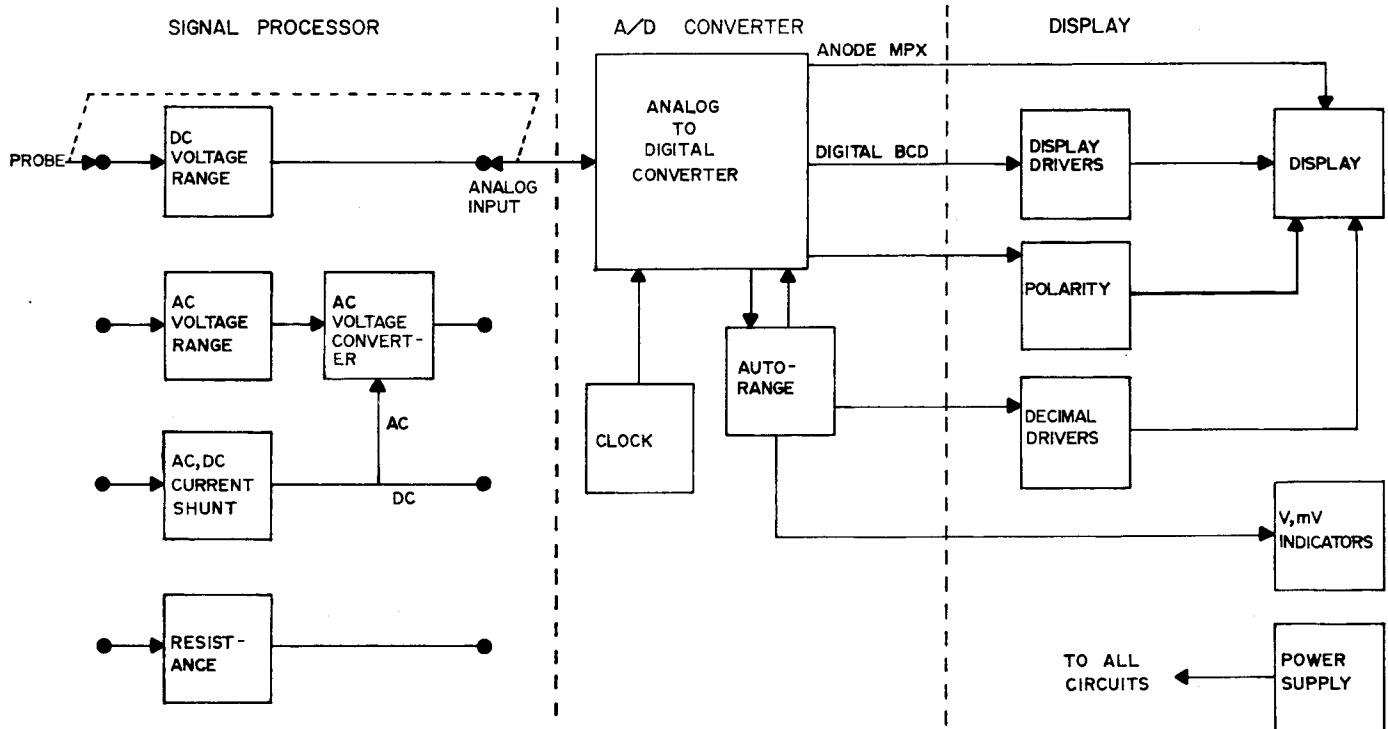 SIGNAL PROCESSOR
A/D CONVERTER
DISPLAY
PROBE
DC
VOLTAGE
RANGE
ANALOG
INPUT
ANALOG
TO
DIGITAL
CONVERTER
ANODE MPX
DIGITAL BCD
DISPLAY
DRIVERS
DISPLAY
AC
VOLTAGE
RANGE
AC
VOLTAGE
CONVERT-
ER
POLARITY
AUTO-
RANGE
CLOCK
AC
DECIMAL
DRIVERS
AC, DC
CURRENT
SHUNT
DC
V, mV
INDICATORS
RESIST-
ANCE
TO ALL
CIRCUITS
POWER
SUPPLY